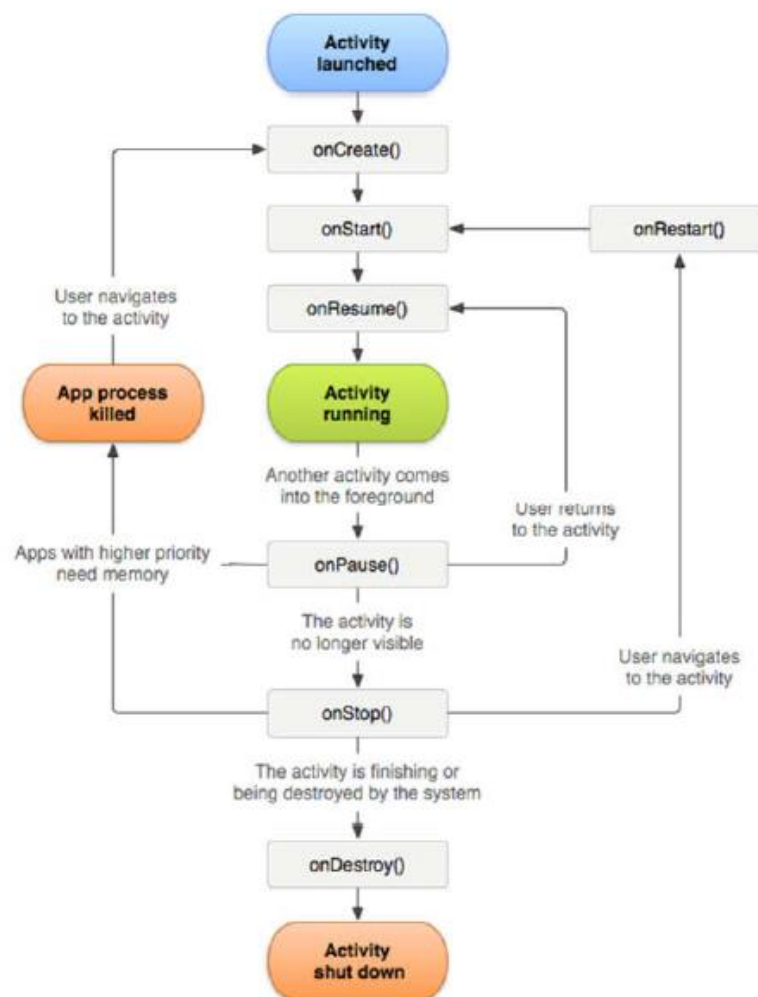 Activity
launched
onCreate()
onStart()
onRestart()
User navigates
to the activity
onResume()
App process
killed
Activity
running
Another activity comes
into the foreground
User returns
to the activity
Apps with higher priority
need memory
onPause()
The activity is
no longer visible
User navigates
to the activity
onStop()
The activity is finishing or
being destroyed by the system
onDestroy()
Activity
shut down